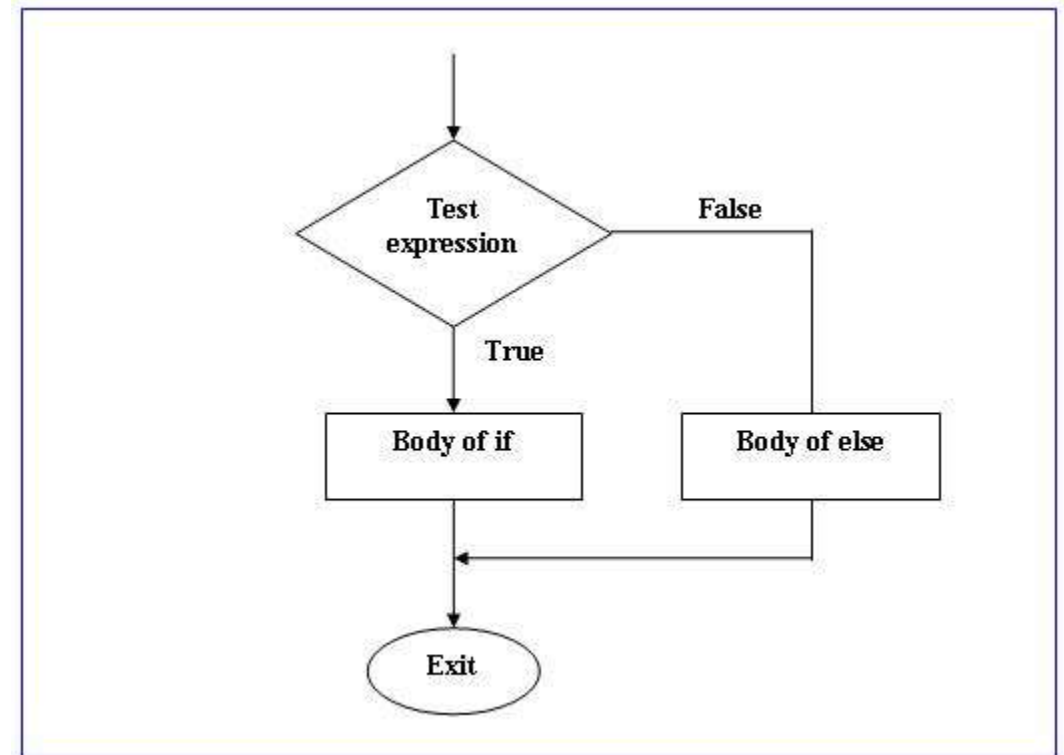 Test
expression
False
True
Body of if
Body of else
Exit